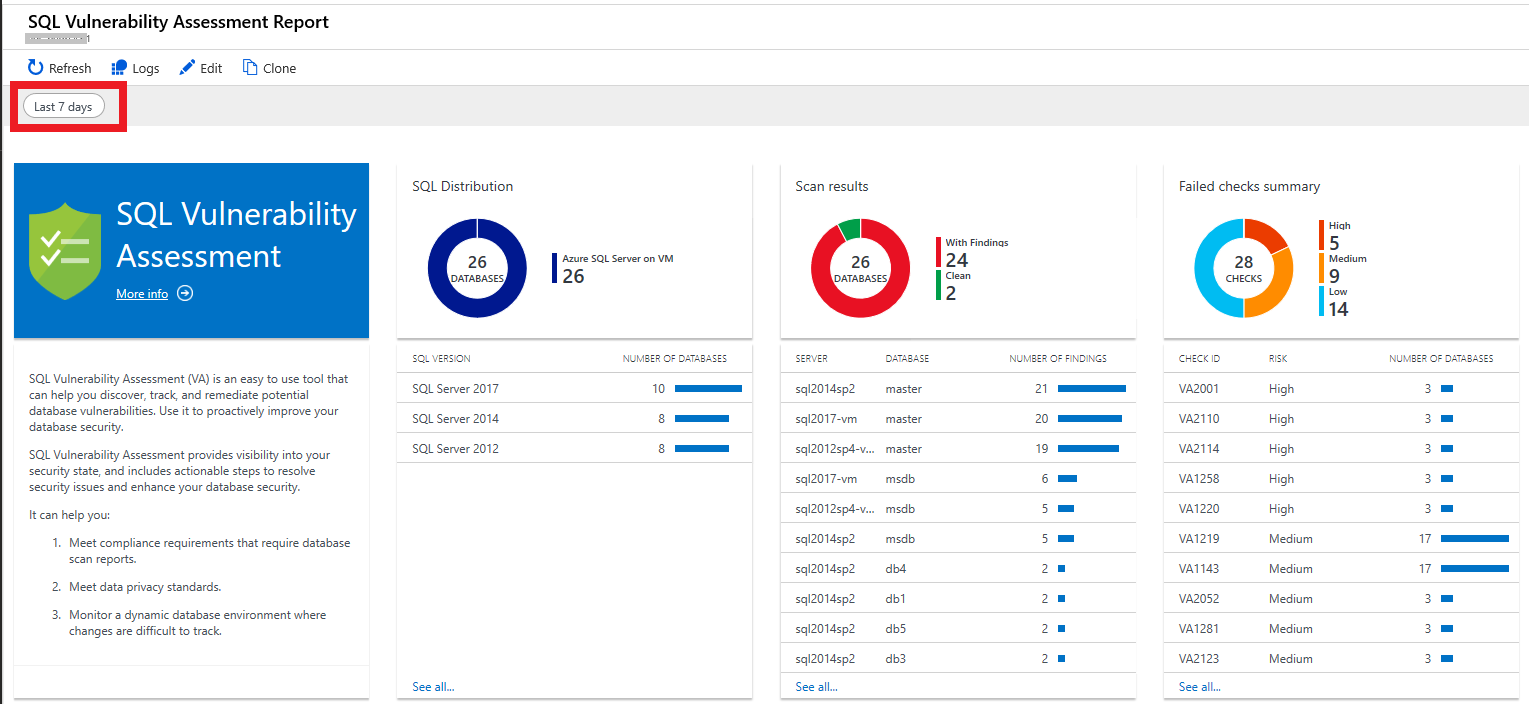 SQL Vulnerability Assessment Report
Refresh Logs Edit Clone
Last 7 days
SQL Vulnerability
Assessment
More info
SQL Vulnerability Assessment (VA) is an easy to use tool that
can help you discover, track, and remediate potential
database vulnerabilities. Use it to proactively improve your
database security.
SQL Vulnerability Assessment provides visibility into your
security state, and includes actionable steps to resolve
security issues and enhance your database security.
It can help you:
1. Meet compliance requirements that require database
scan reports.
2. Meet data privacy standards.
3. Monitor a dynamic database environment where
changes are difficult to track.
SQL Distribution
26
DATABASES
Azure SQL Server on VM
26
SQL VERSION NUMBER OF DATABASES
SQL Server 2017 10
SQL Server 2014 8
SQL Server 2012 8
See all...
Scan results
26
DATABASES
With Findings
24
Clean
2
SERVER DATABASE NUMBER OF FINDINGS
sql2014sp2 master 21
sql2017-vm master 20
sql2012sp4-v... master 19
sql2017-vm msdb 6
sql2012sp4-v... msdb 5
sql2014sp2 msdb 5
sql2014sp2 db4 2
sql2014sp2 db1 2
sql2014sp2 db5 2
sql2014sp2 db3 2
See all...
Failed checks summary
28
CHECKS
High
5
Medium
9
Low
14
CHECK ID RISK NUMBER OF DATABASES
VA2001 High 3
VA2110 High 3
VA2114 High 3
VA1258 High 3
VA1220 High 3
VA1219 Medium 17
VA1143 Medium 17
VA2052 Medium 3
VA1281 Medium 3
VA2123 Medium 3
See all...